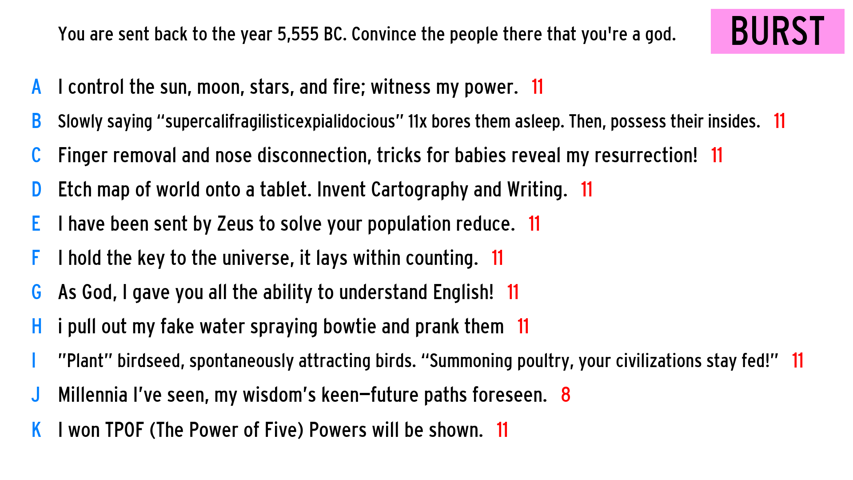 You are sent back to the year 5,555 BC. Convince the people there that you're a god.
BURST
A I control the sun, moon, stars, and fire; witness my power. 11
B Slowly saying “supercalifragilisticexpialidocious” 11x bores them asleep. Then, possess their insides. 11
C Finger removal and nose disconnection, tricks for babies reveal my resurrection! 11
D Etch map of world onto a tablet. Invent Cartography and Writing. 11
E I have been sent by Zeus to solve your population reduce. 11
F I hold the key to the universe, it lays within counting. 11
G As God, I gave you all the ability to understand English! 11
H i pull out my fake water spraying bowtie and prank them 11
I ”Plant” birdseed, spontaneously attracting birds. “Summoning poultry, your civilizations stay fed!” 11
J Millennia I’ve seen, my wisdom’s keen—future paths foreseen. 8
K I won TPOF (The Power of Five) Powers will be shown. 11